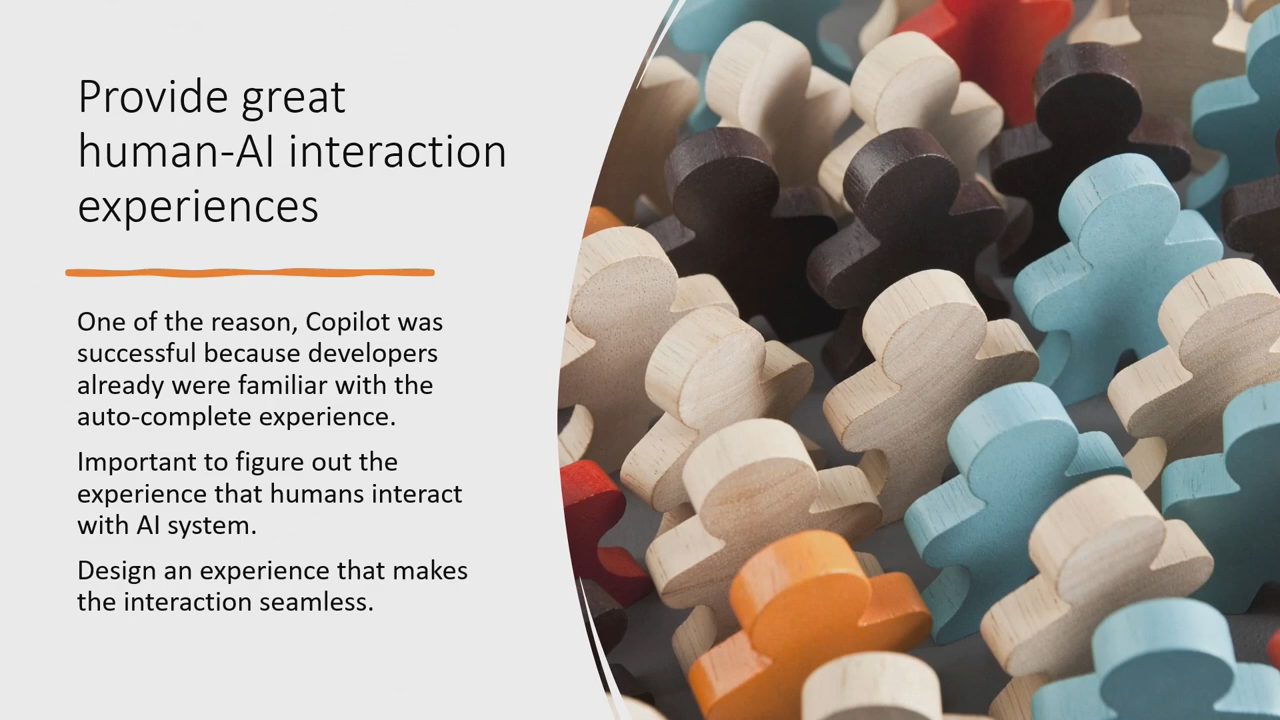 Provide great
human-AI interaction
experiences
One of the reason, Copilot was
successful because developers
already were familiar with the
auto-complete experience.
Important to figure out the
experience that humans interact
with AI system.
Design an experience that makes
the interaction seamless.